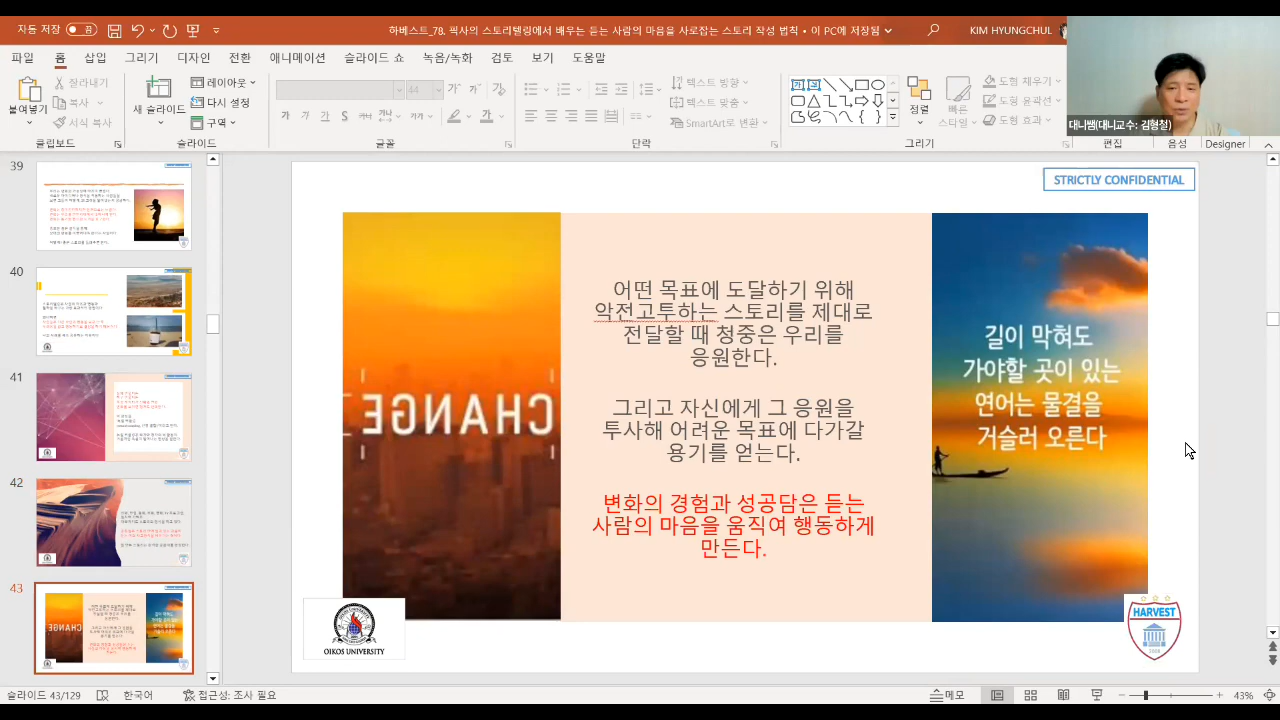 자동 저장
끔
하베스트_78. 픽사의 스토리텔링에서 배우는 듣는 사람의 마음을 사로잡는 스토리 작성 법칙 • 이 PC에 저장됨
KIM HYUNGCHUL
파일 홈 삽입 그리기 디자인 전환 애니메이션 슬라이드 쇼 녹음/녹화 검토 보기 도움말
붙여넣기
잘라내기
복사
서식 복사
클립보드
새 슬라이드
레이아웃
다시 설정
구역
슬라이드
44
글꼴
텍스트 방향
텍스트 맞춤
SmartArt로 변환
단락
정렬
빠른
스타일
도형 채우기
도형 윤곽선
도형 효과
그리기
편집
음성
Designer
대니쌤(대니교수: 김형철)
39
40
41
42
43
STRICTLY CONFIDENTIAL
CHANGE
어떤 목표에 도달하기 위해
악전고투하는 스토리를 제대로
전달할 때 청중은 우리를
응원한다.
그리고 자신에게 그 응원을
투사해 어려운 목표에 다가갈
용기를 얻는다.
변화의 경험과 성공담은 듣는
사람의 마음을 움직여 행동하게
만든다.
길이 막혀도
가야할 곳이 있는
연어는 물결을
거슬러 오른다
OIKOS UNIVERSITY
HARVEST
슬라이드 43/129
한국어
접근성: 조사 필요
메모
43%